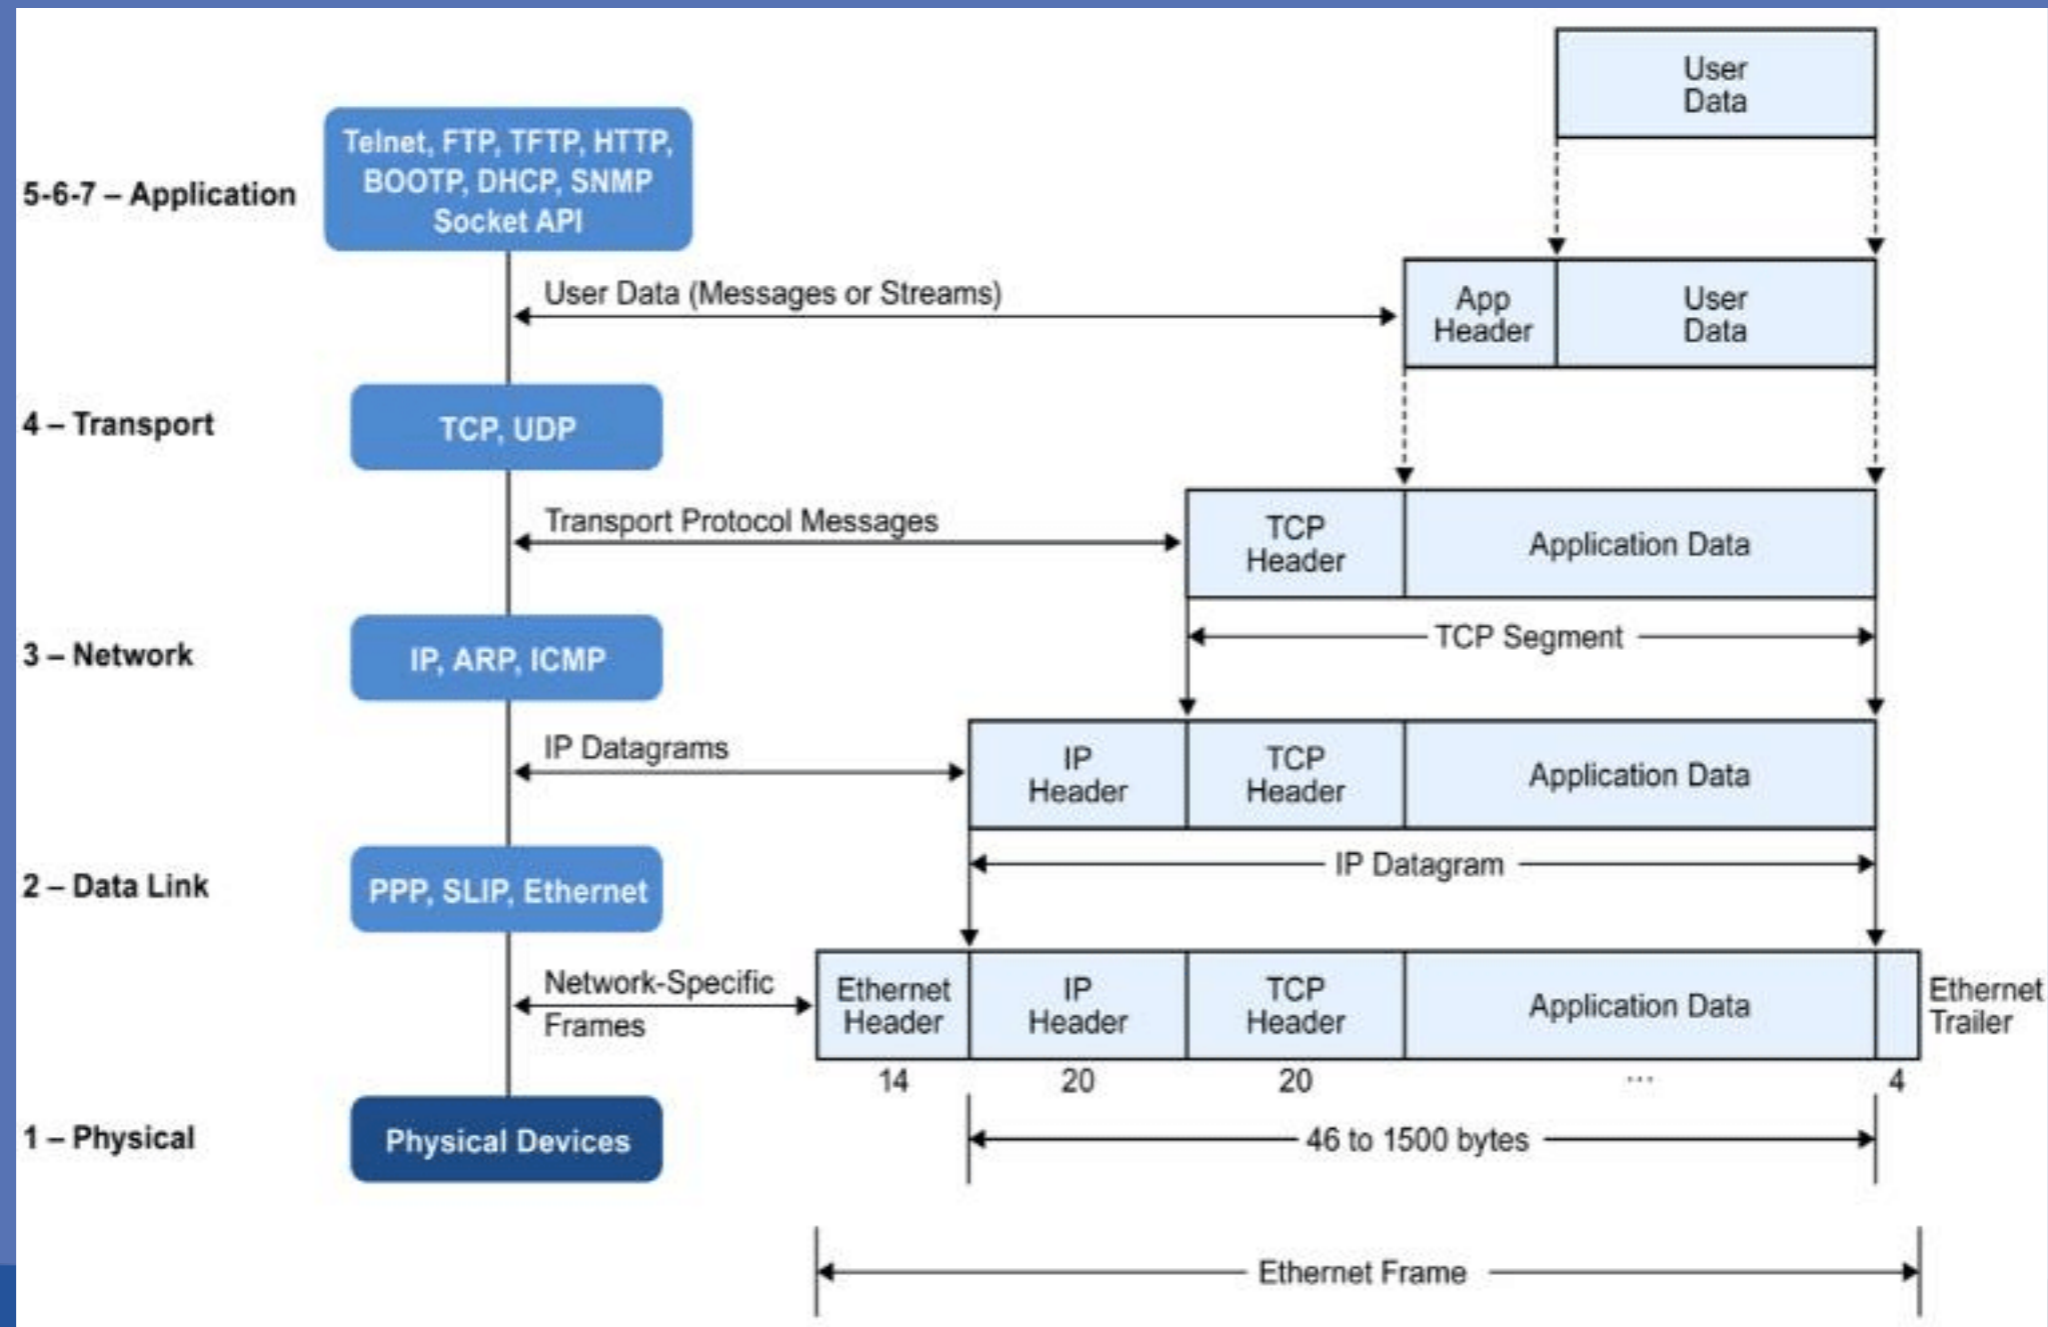 User
Data
Telnet, FTP, TFTP, HTTP,
BOOTP, DHCP, SNMP
Socket API
5-6-7 – Application
User Data (Messages or Streams)
App
Header
User
Data
4 – Transport
TCP, UDP
Transport Protocol Messages
TCP
Header
Application Data
TCP Segment
3 – Network
IP, ARP, ICMP
IP Datagrams
IP
Header
TCP
Header
Application Data
IP Datagram
2 – Data Link
PPP, SLIP, Ethernet
Network-Specific
Frames
Ethernet
Header
IP
Header
TCP
Header
Application Data
Ethernet
Trailer
14
20
20
...
4
1 – Physical
Physical Devices
46 to 1500 bytes
Ethernet Frame